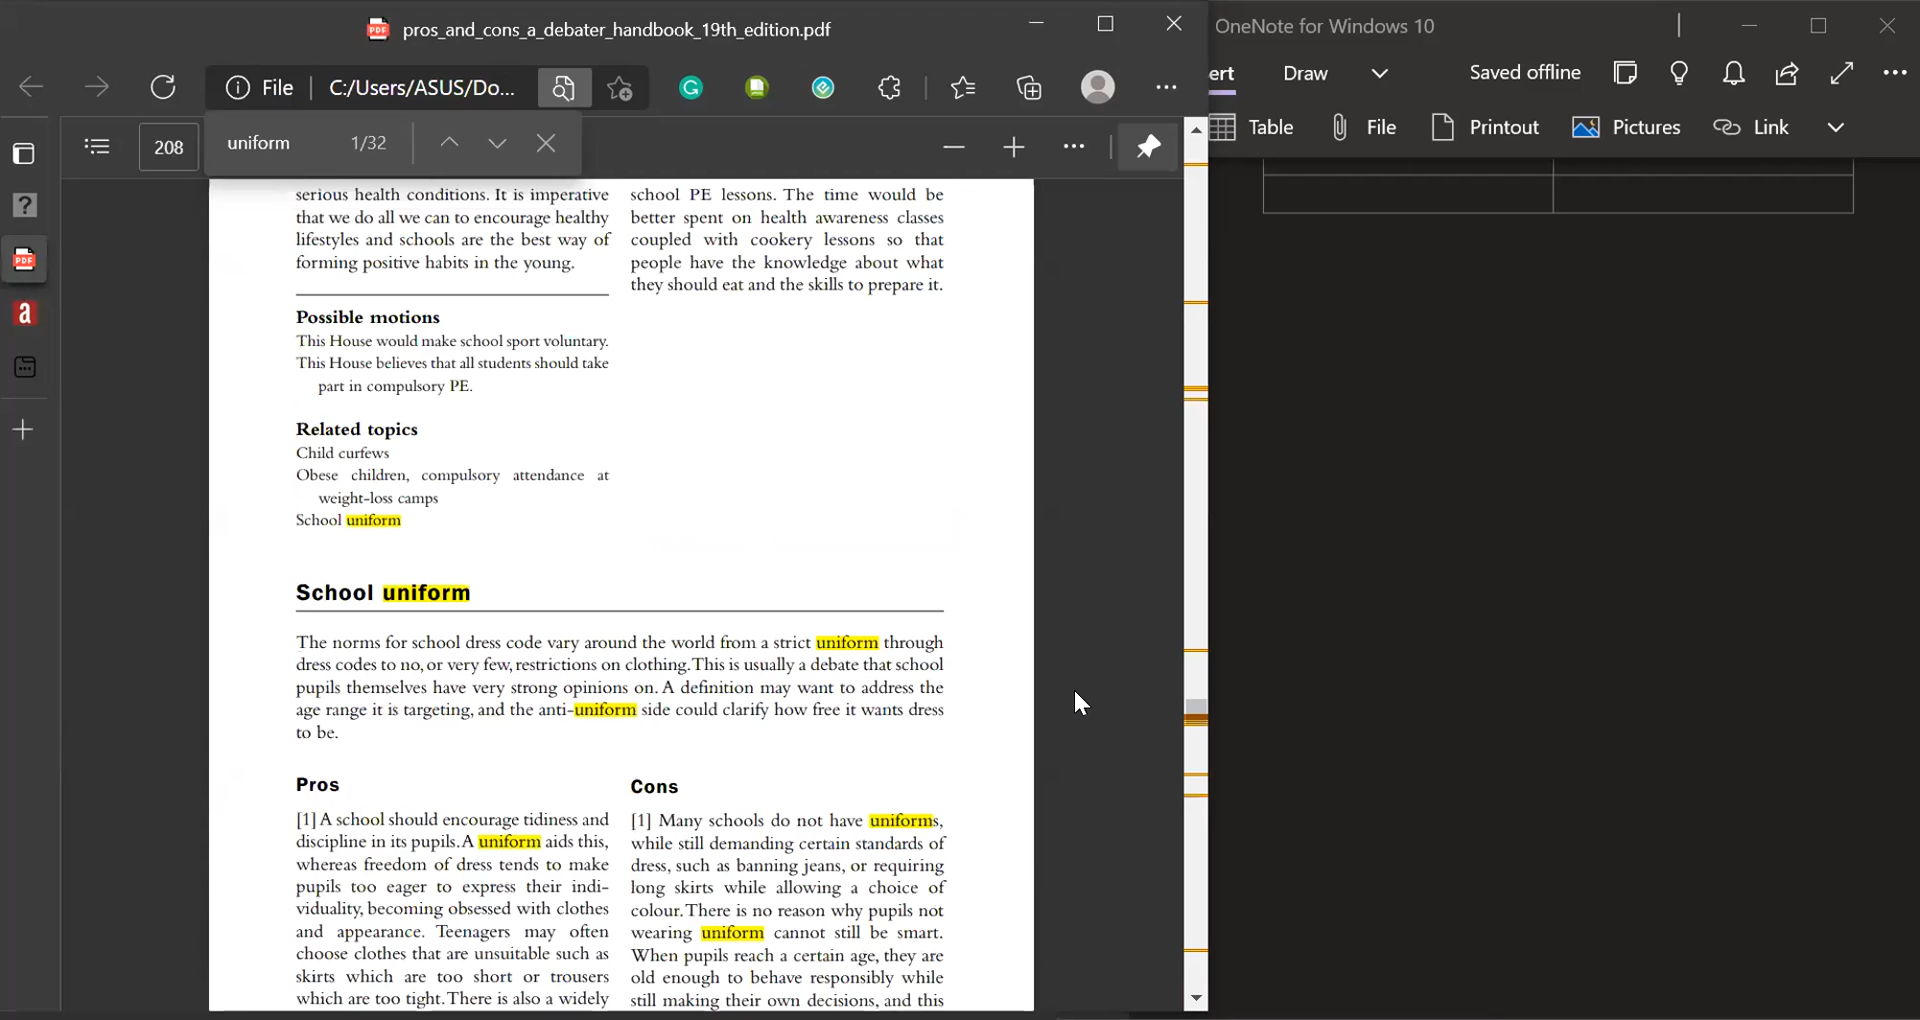 pros_and_cons_a_debater_handbook_19th_edition.pdf
OneNote for Windows 10
File
C:/Users/ASUS/Do...
ert
Draw
Saved offline
208
uniform
1/32
Table
File
Printout
Pictures
Link
serious health conditions. It is imperative
that we do all we can to encourage healthy
lifestyles and schools are the best way of
forming positive habits in the young.
Possible motions
This House would make school sport voluntary.
This House believes that all students should take
part in compulsory PE.
Related topics
Child curfews
Obese children, compulsory attendance at
weight-loss camps
School uniform
school PE lessons. The time would be
better spent on health awareness classes
coupled with cookery lessons so that
people have the knowledge about what
they should eat and the skills to prepare it.
School uniform
The norms for school dress code vary around the world from a strict uniform through
dress codes to no, or very few, restrictions on clothing. This is usually a debate that school
pupils themselves have very strong opinions on. A definition may want to address the
age range it is targeting, and the anti-uniform side could clarify how free it wants dress
to be.
Pros
[1] A school should encourage tidiness and
discipline in its pupils. A uniform aids this,
whereas freedom of dress tends to make
pupils too eager to express their indi-
viduality, becoming obsessed with clothes
and appearance. Teenagers may often
choose clothes that are unsuitable such as
skirts which are too short or trousers
which are too tight. There is also a widely
Cons
[1] Many schools do not have uniforms,
while still demanding certain standards of
dress, such as banning jeans, or requiring
long skirts while allowing a choice of
colour. There is no reason why pupils not
wearing uniform cannot still be smart.
When pupils reach a certain age, they are
old enough to behave responsibly while
still making their own decisions, and this